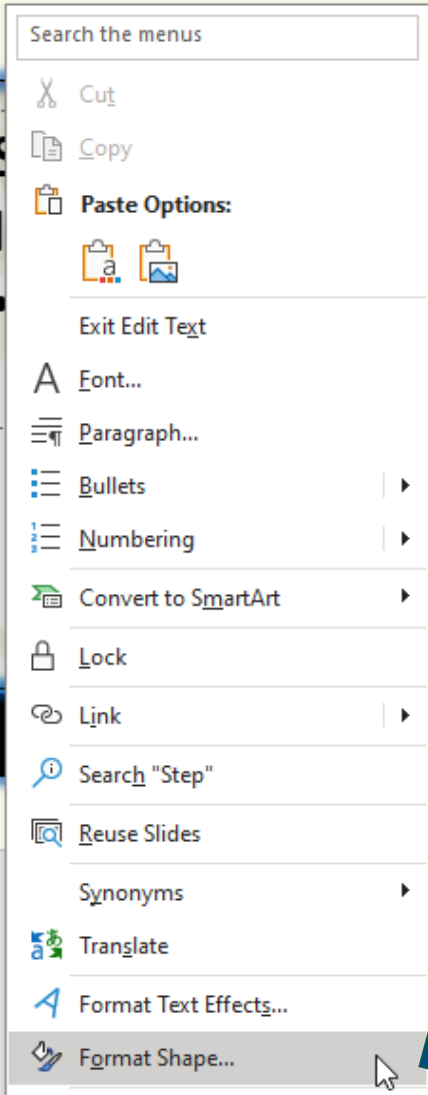 Search the menus
Cut
Copy
Paste Options:
Exit Edit Text
Font...
Paragraph...
Bullets
Numbering
Convert to SmartArt
Lock
Link
Search "Step"
Reuse Slides
Synonyms
Translate
Format Text Effects...
Format Shape...